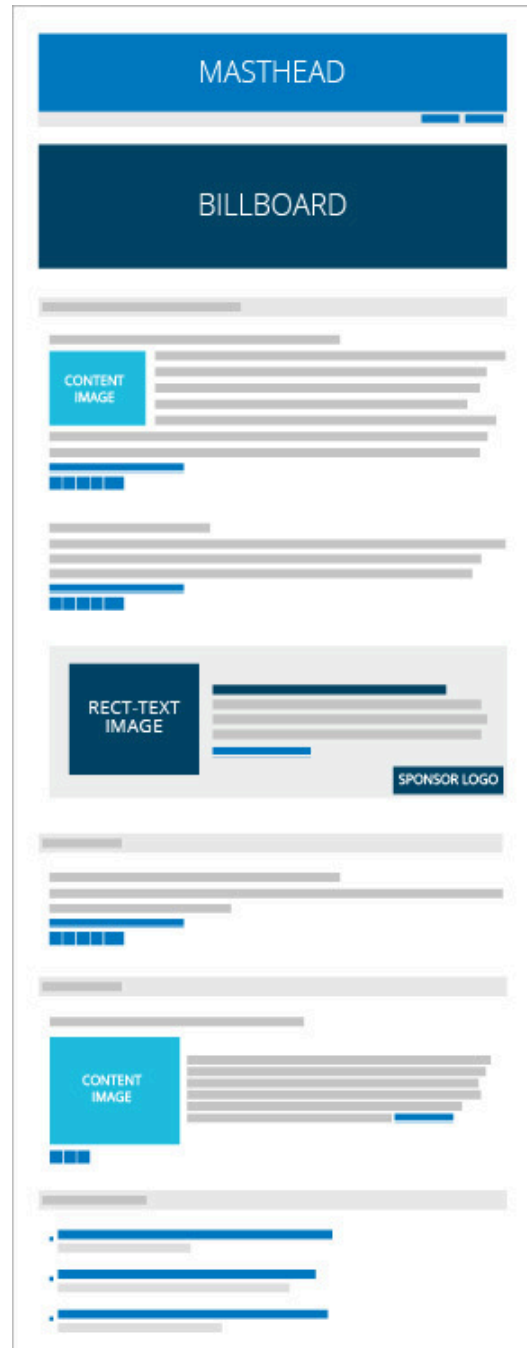 MASTHEAD
BILLBOARD
CONTENT
IMAGE
RECT-TEXT
IMAGE
SPONSOR LOGO
CONTENT
IMAGE